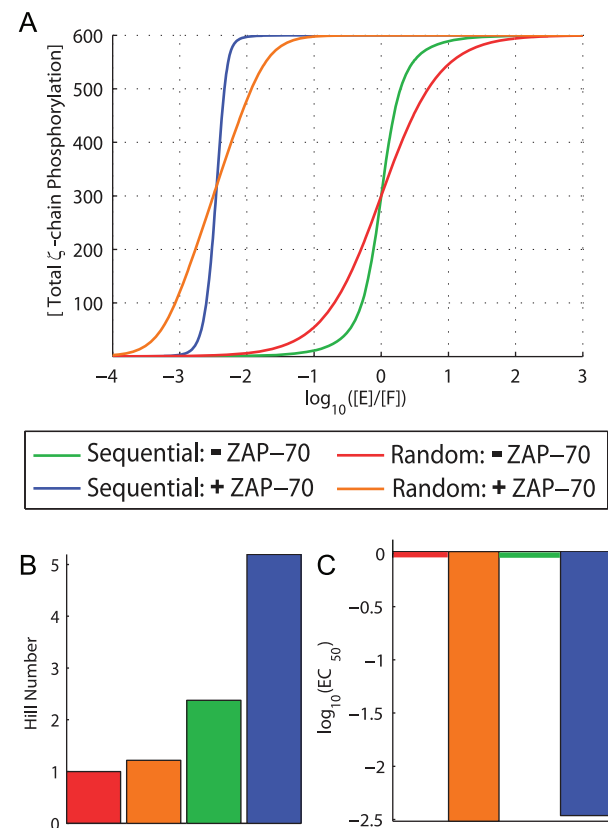 A
[ Total ζ -chain Phosphorylation]
600
500
400
300
200
100
−4
−3
−2
−1
0
1
2
3
log10([E]/[F])
Sequential: - ZAP−70
Random: - ZAP−70
Sequential: + ZAP−70
Random: + ZAP−70
B
Hill Number
5
4
3
2
1
0
C
log10(EC 50)
0
−0.5
−1
−1.5
−2
−2.5